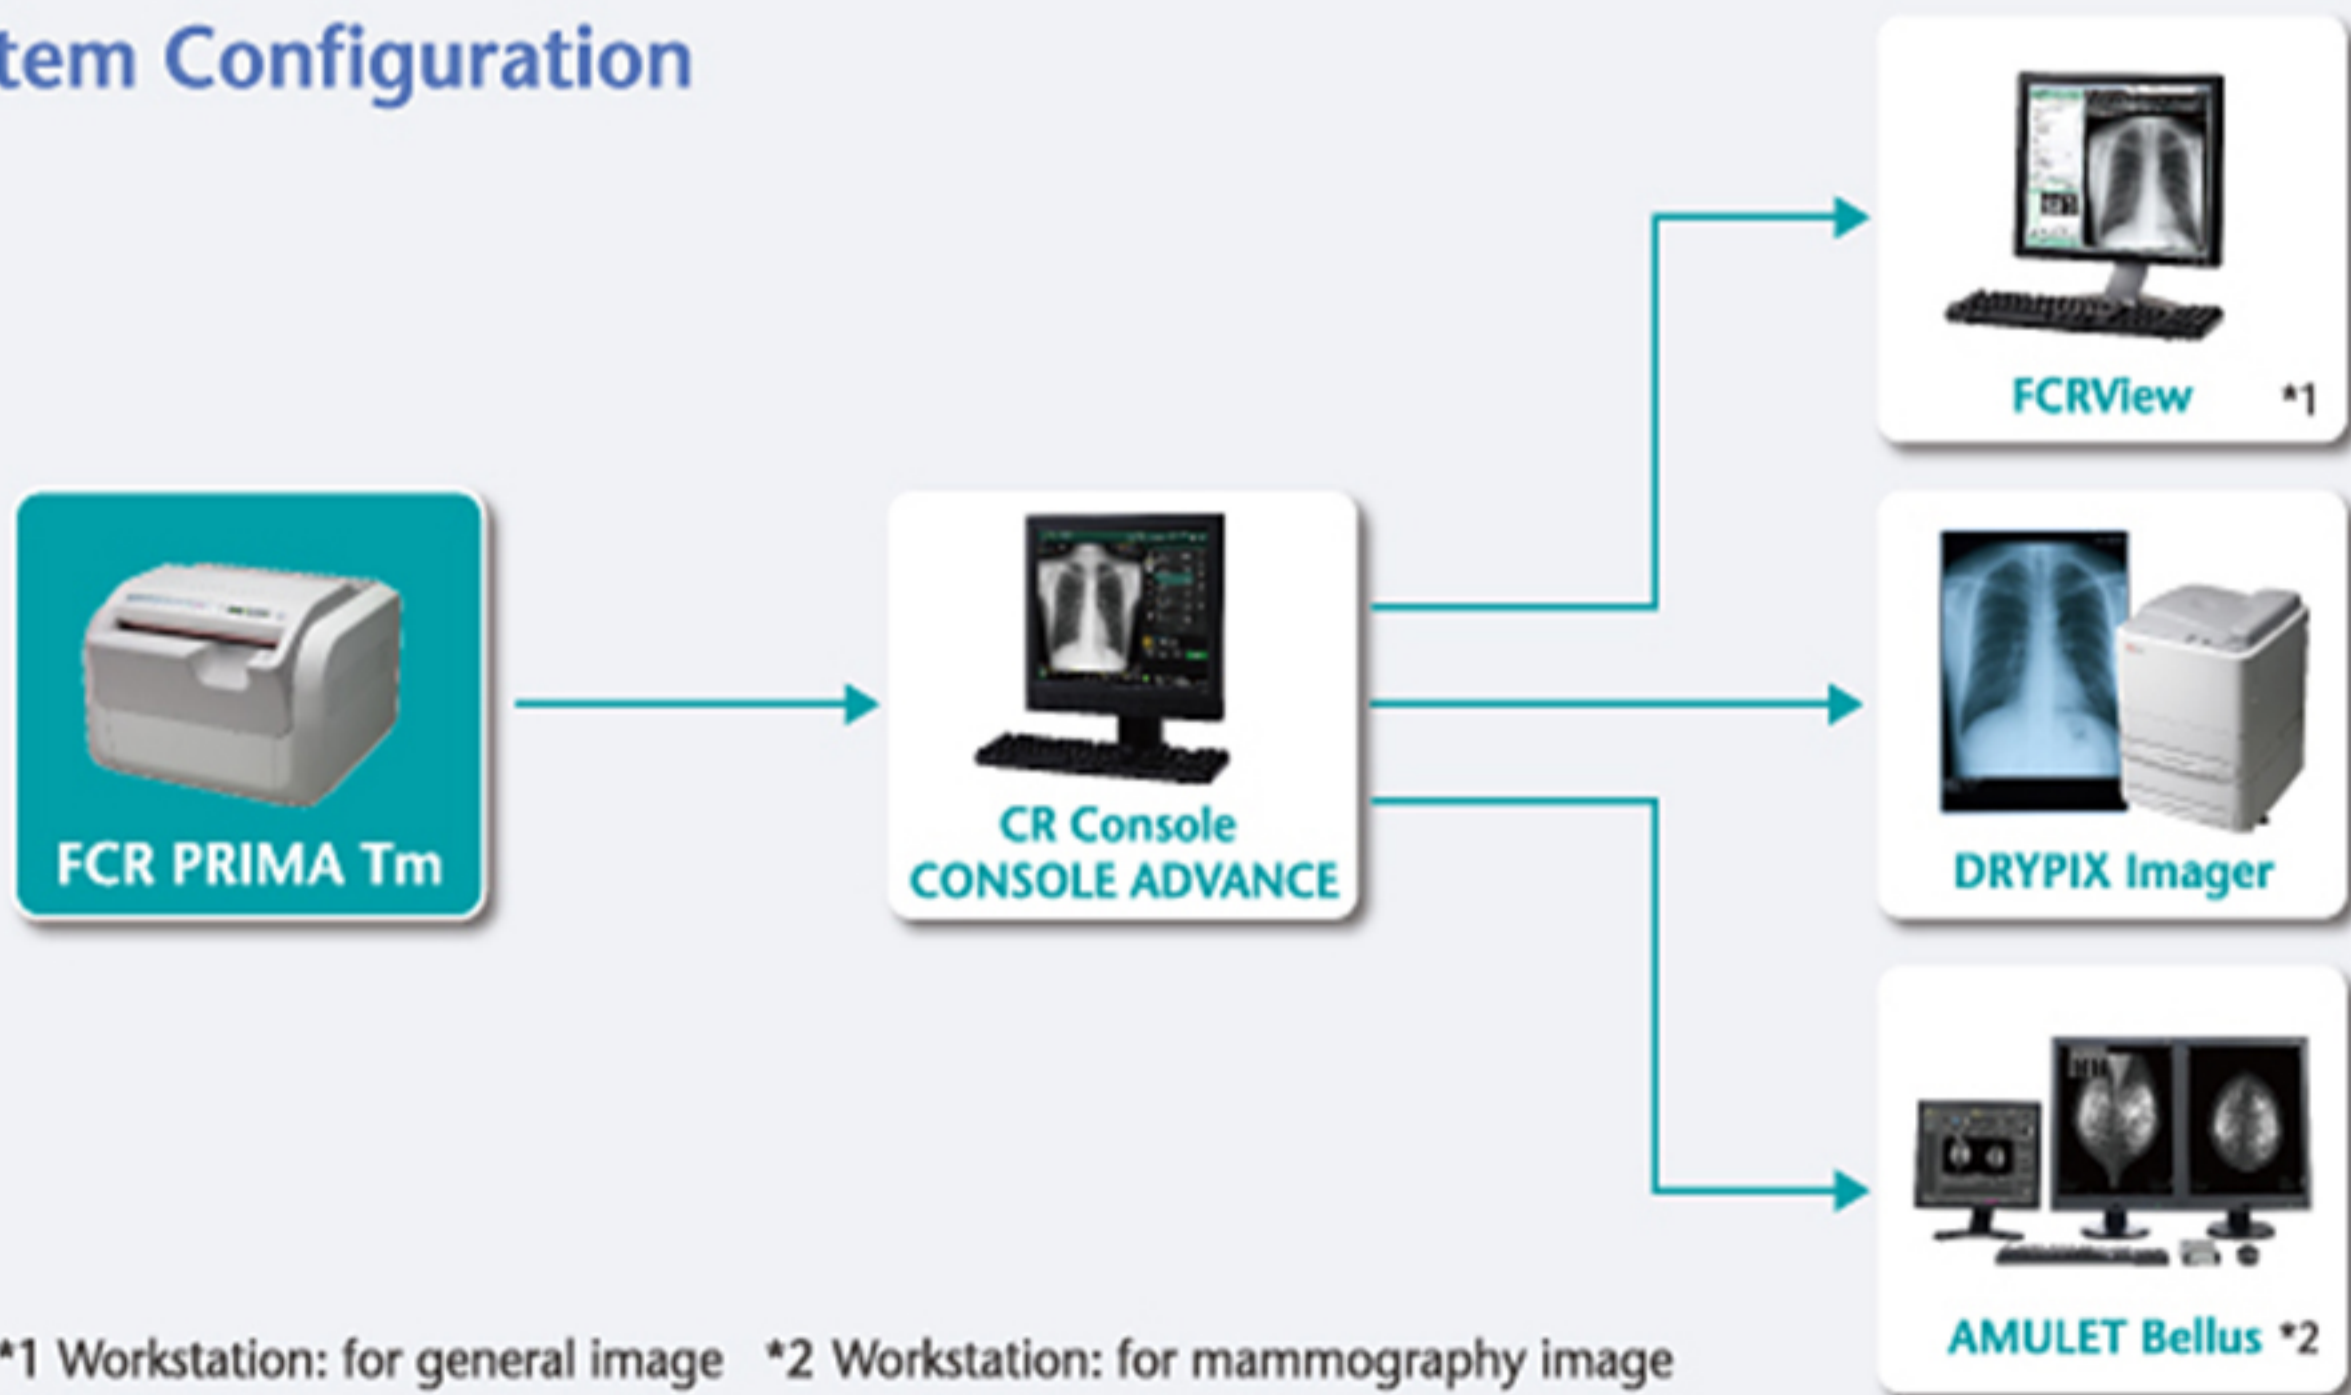 tem Configuration
FCRView *1
FCR PRIMA Tm
CR Console
CONSOLE ADVANCE
DRYPIX Imager
AMULET Bellus *2
*1 Workstation: for general image *2 Workstation: for mammography image